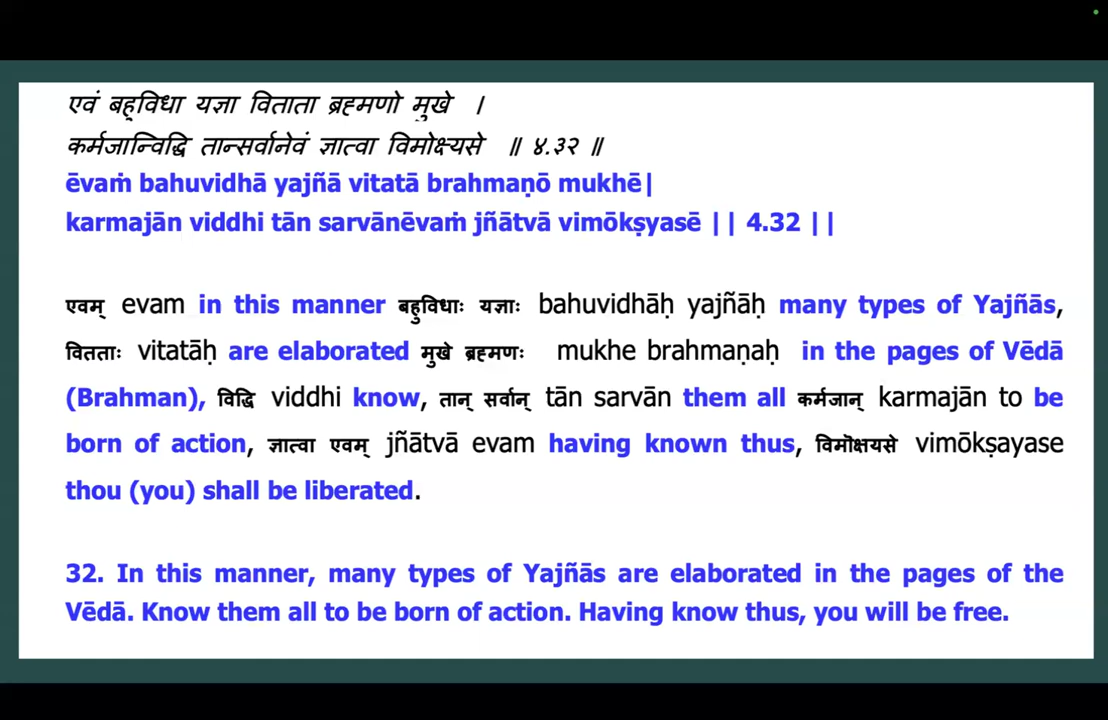 एवं बहुविधा यज्ञा विताता ब्रह्मणो मुखे ।
कर्मजान्विद्धि तान्सर्वानेवं ज्ञात्वा विमोक्ष्यसे ॥ ४.३२ ॥
ēvaṁ bahuvidhā yajñā vitatā brahmaṇō mukhē|
karmajān viddhi tān sarvānēvaṁ jñātvā vimōkṣyasē || 4.32 ||
एवम् evam in this manner बहुविधाः यज्ञाः bahuvidhāḥ yajñāḥ many types of Yajñās,
वितताः vitatāḥ are elaborated मुखे ब्रह्मणः mukhe brahmaṇaḥ in the pages of Vēdā
(Brahman), विद्धि viddhi know, तान् सर्वान् tān sarvān them all कर्मजान् karmajān to be
born of action, ज्ञात्वा एवम् jñātvā evam having known thus, विमॊक्षयसे vimōkṣayase
thou (you) shall be liberated.
32. In this manner, many types of Yajñās are elaborated in the pages of the
Vēdā. Know them all to be born of action. Having know thus, you will be free.